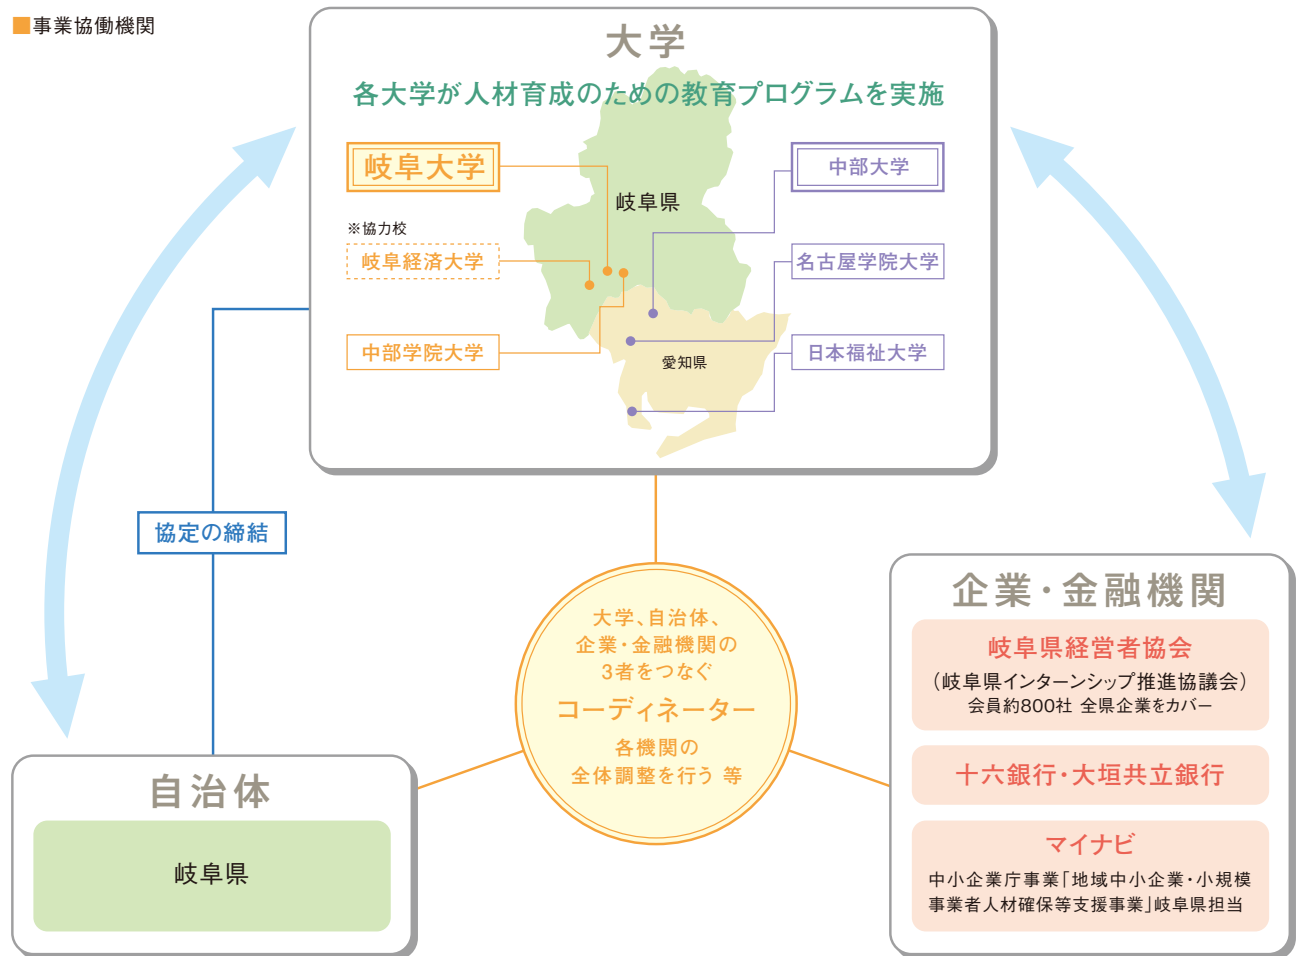 ■事業協働機関
大学
各大学が人材育成のための教育プログラムを実施
岐阜大学
中部大学
岐阜県
※協力校
岐阜経済大学
名古屋学院大学
中部学院大学
愛知県
日本福祉大学
協定の締結
大学、自治体、
企業・金融機関の
3者をつなぐ
コーディネーター
各機関の
全体調整を行う 等
自治体
岐阜県
企業・金融機関
岐阜県経営者協会
(岐阜県インターンシップ推進協議会)
会員約800社 全県企業をカバー
十六銀行・大垣共立銀行
マイナビ
中小企業庁事業「地域中小企業・小規模
事業者人材確保等支援事業」岐阜県担当